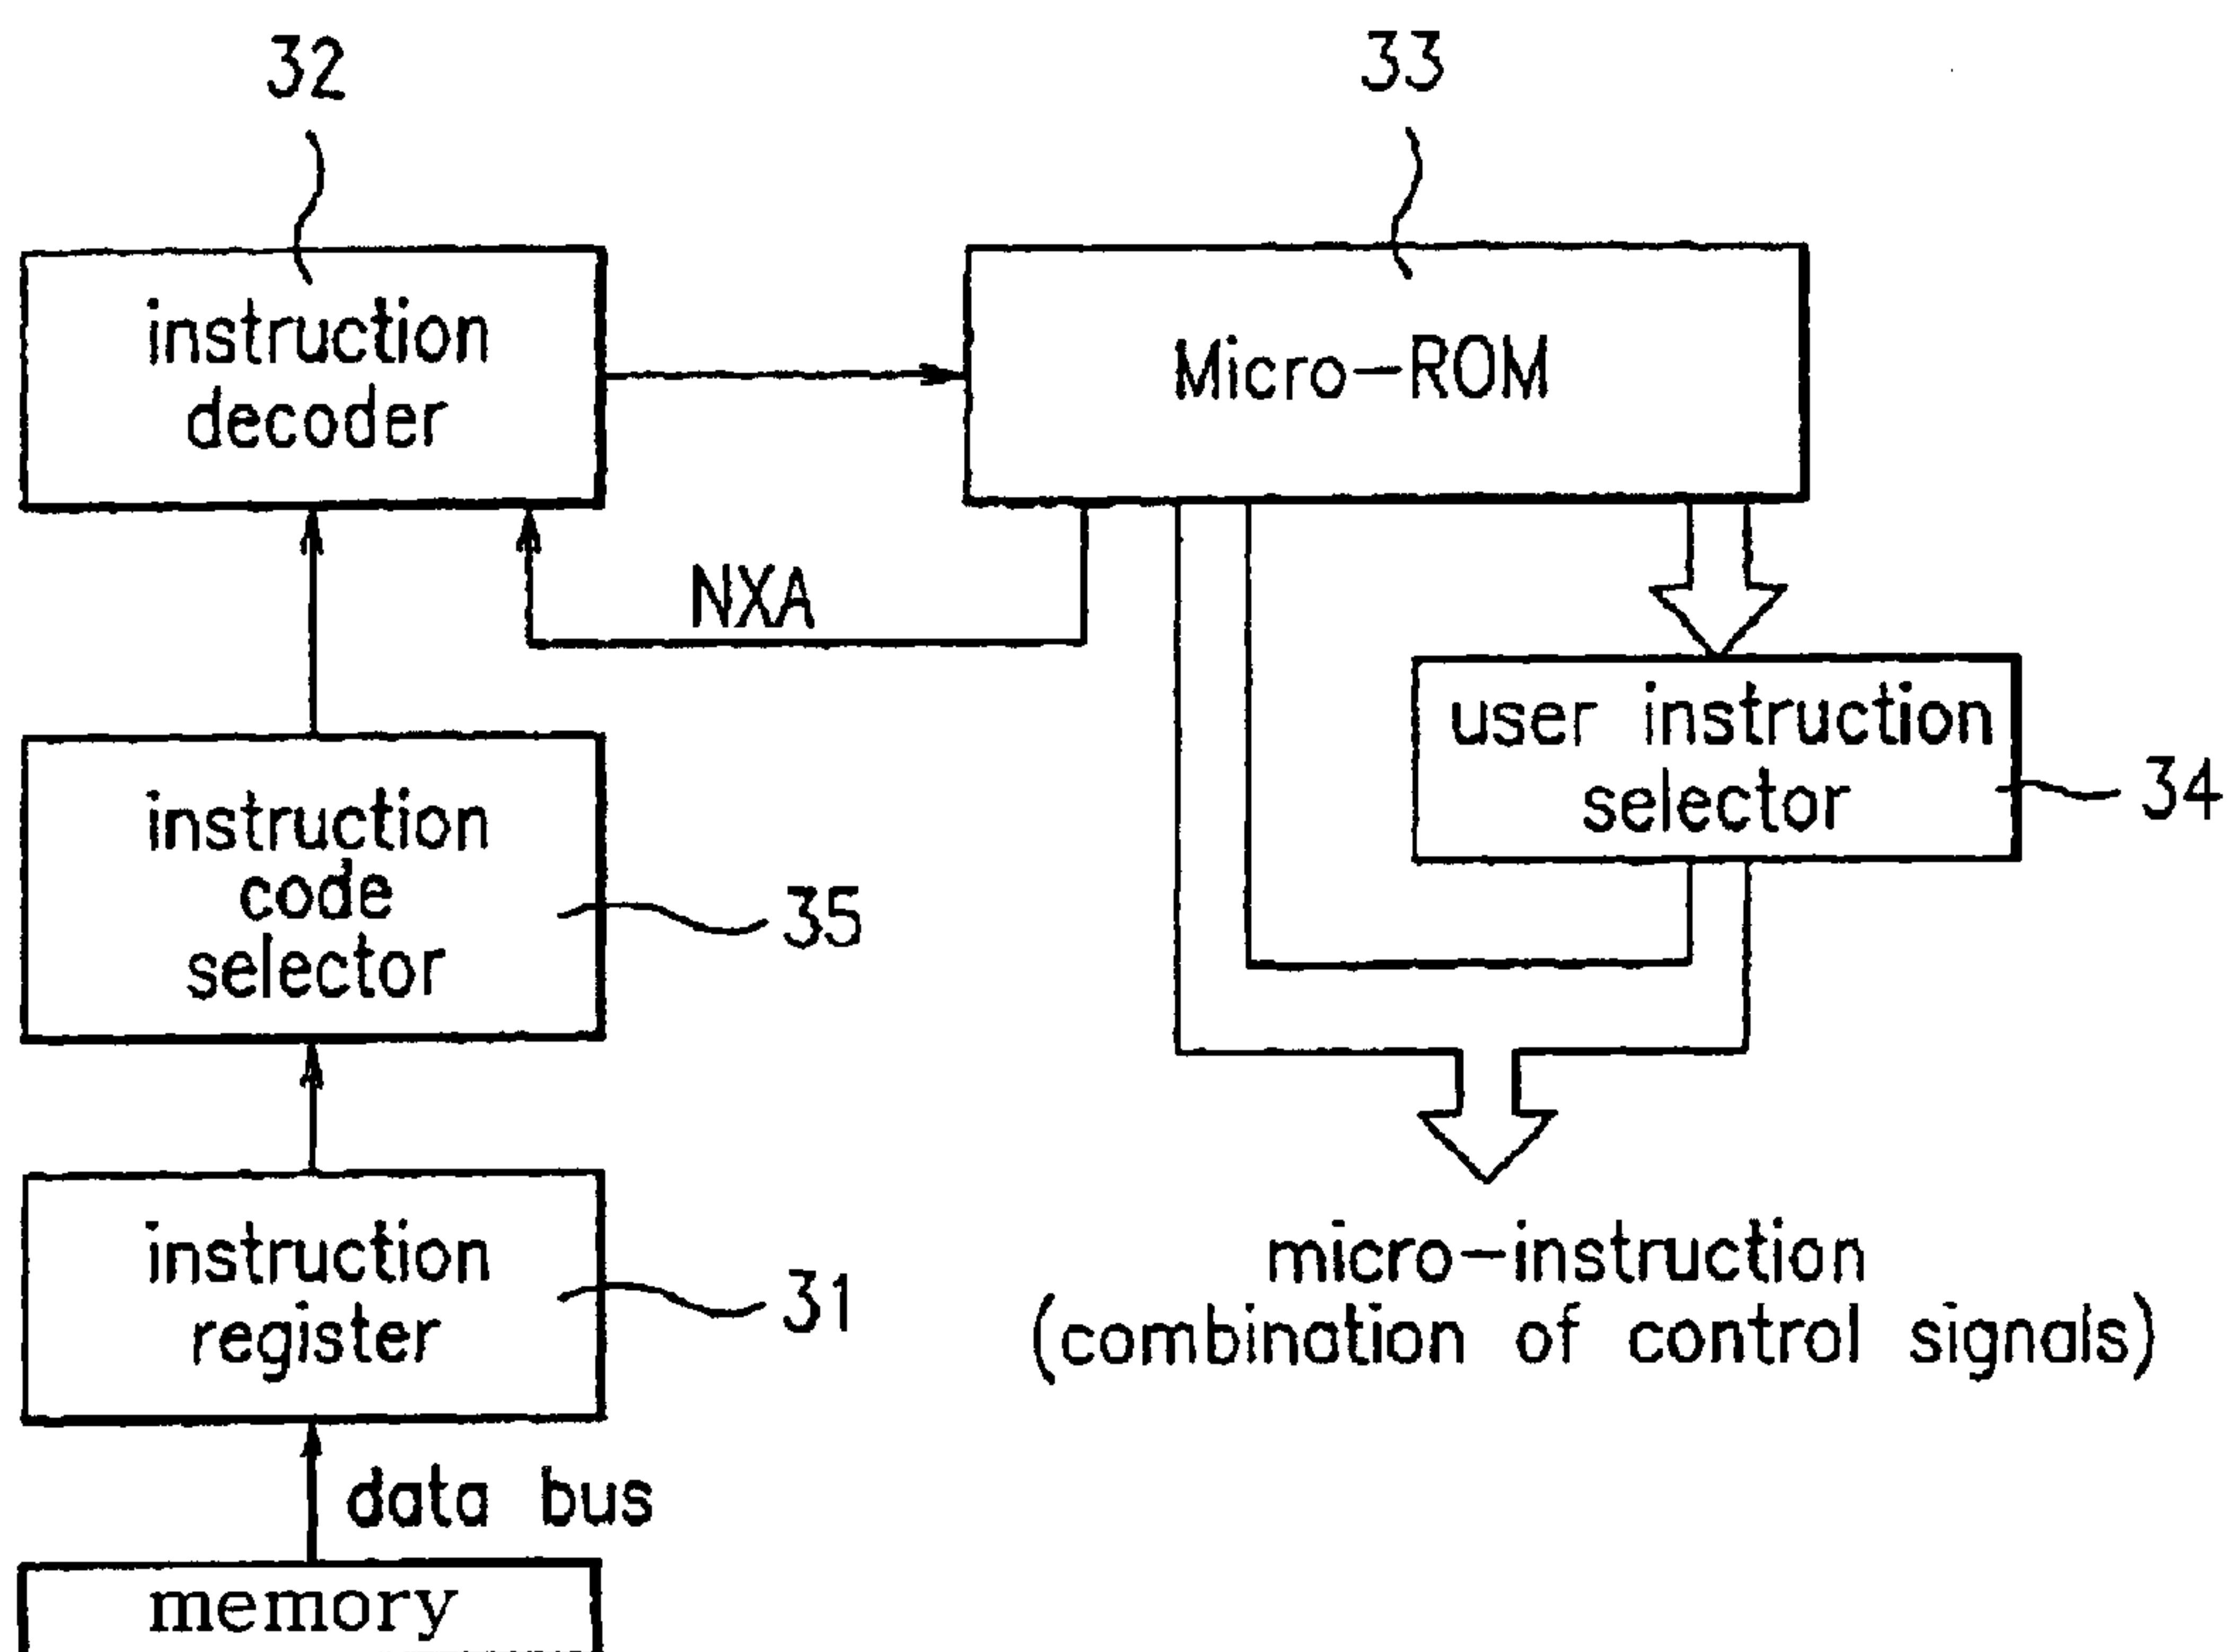 32
33
instruction
decoder
Micro-ROM
NXA
user instruction
selector
34
instruction
code
selector
35
instruction
register
31
micro-instruction
(combination of control signals)
data bus
memory